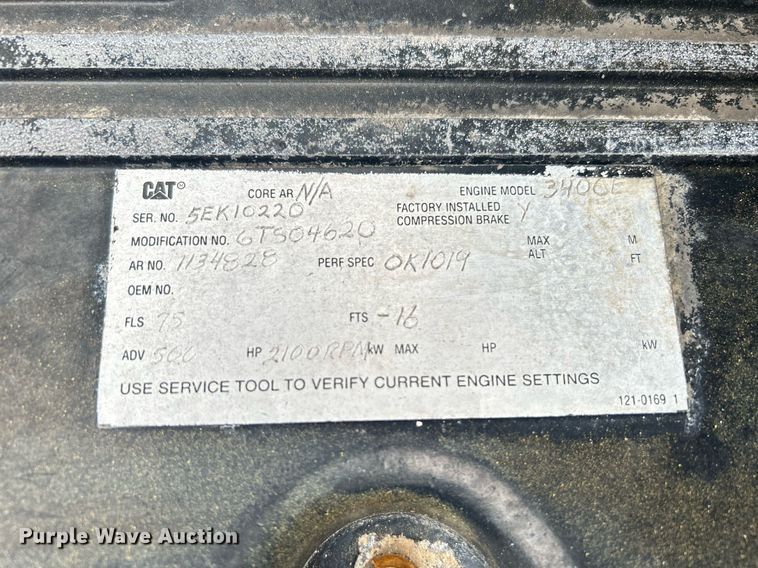 CAT® CORE AR N/A ENGINE MODEL 3406E
SER. NO. 5EK10220 FACTORY INSTALLED
COMPRESSION BRAKE Y
MODIFICATION NO. 6TS04620 MAX M
ALT FT
AR NO. 1134828 PERF SPEC 0K1019
OEM NO.
FLS 75 FTS -16
ADV 500 HP 2100RPM kW MAX HP kW
USE SERVICE TOOL TO VERIFY CURRENT ENGINE SETTINGS
121-0169 1
Purple Wave Auction